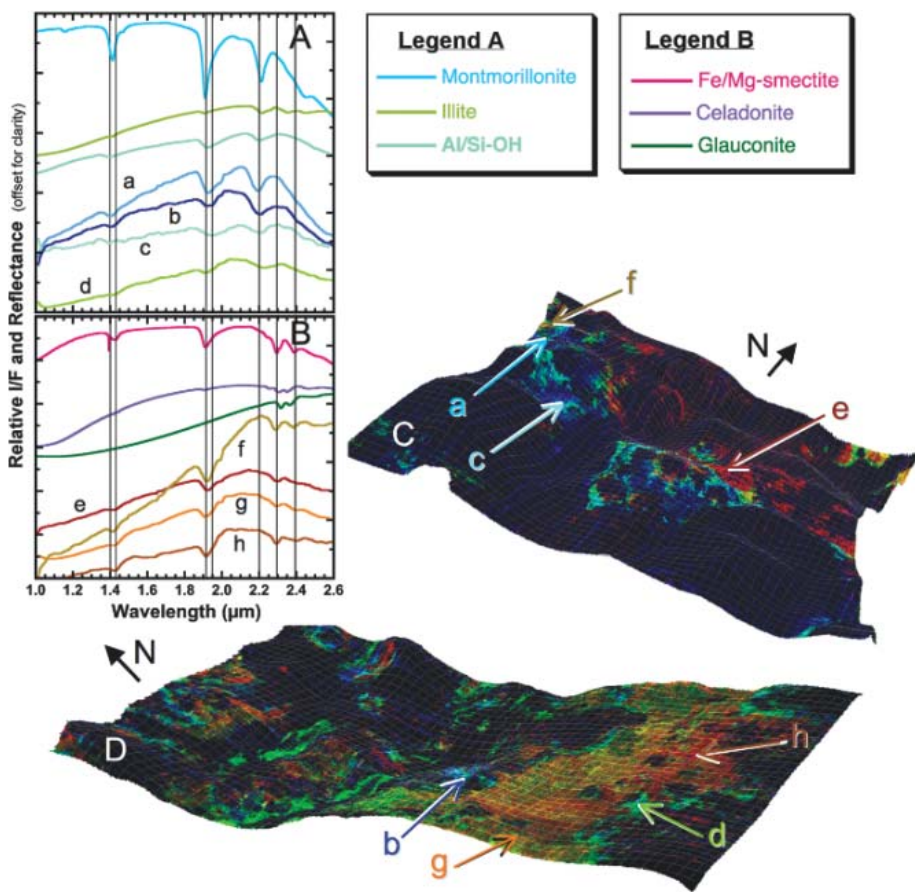 A
a
b
c
d
B
f
e
g
h
Relative I/F and Reflectance (offset for clarity)
1.0 1.2 1.4 1.6 1.8 2.0 2.2 2.4 2.6
Wavelength (µm)
Legend A
Montmorillonite
Illite
Al/Si-OH
Legend B
Fe/Mg-smectite
Celadonite
Glauconite
f
N
a
e
C
c
N
D
h
b
d
g